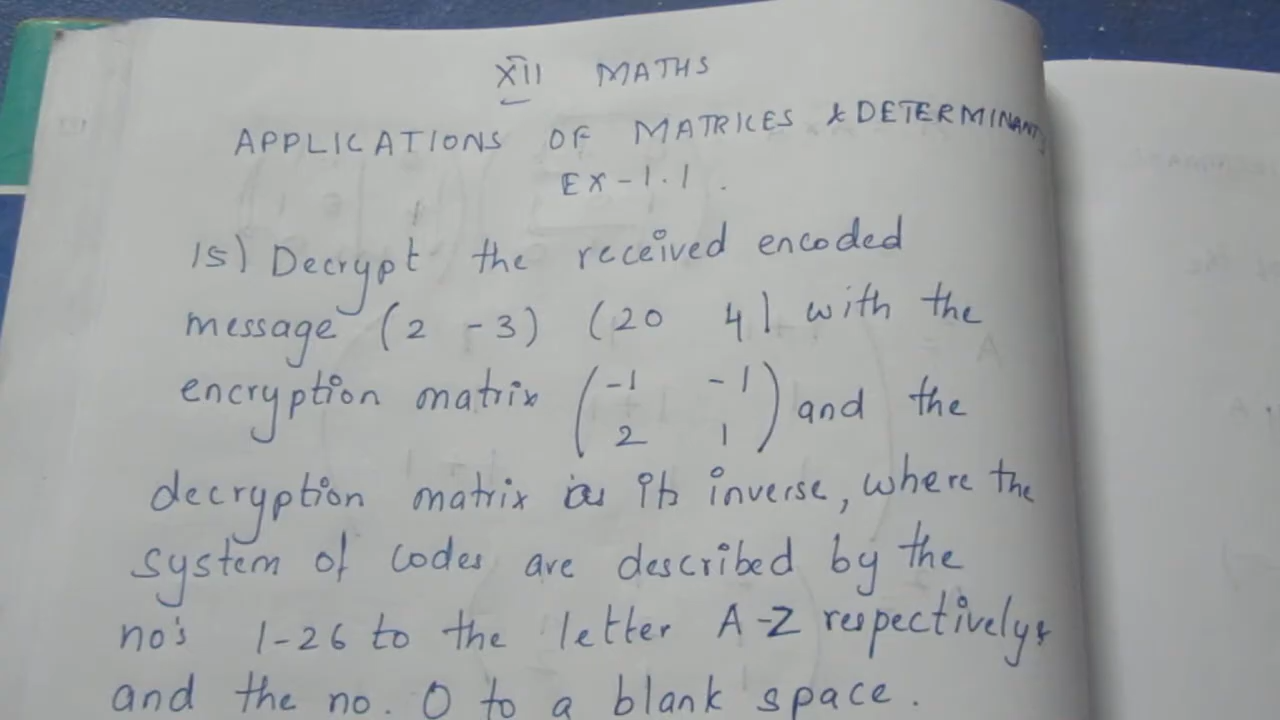 XII MATHS
APPLICATIONS OF MATRICES & DETERMINANTS
EX-1.1.
15) Decrypt the received encoded
message (2 -3) (20 4) with the
encryption matrix (-1 -1
2 1) and the
decryption matrix as its inverse, where the
system of codes are described by the
no's 1-26 to the letter A-Z respectively
and the no. 0 to a blank space.